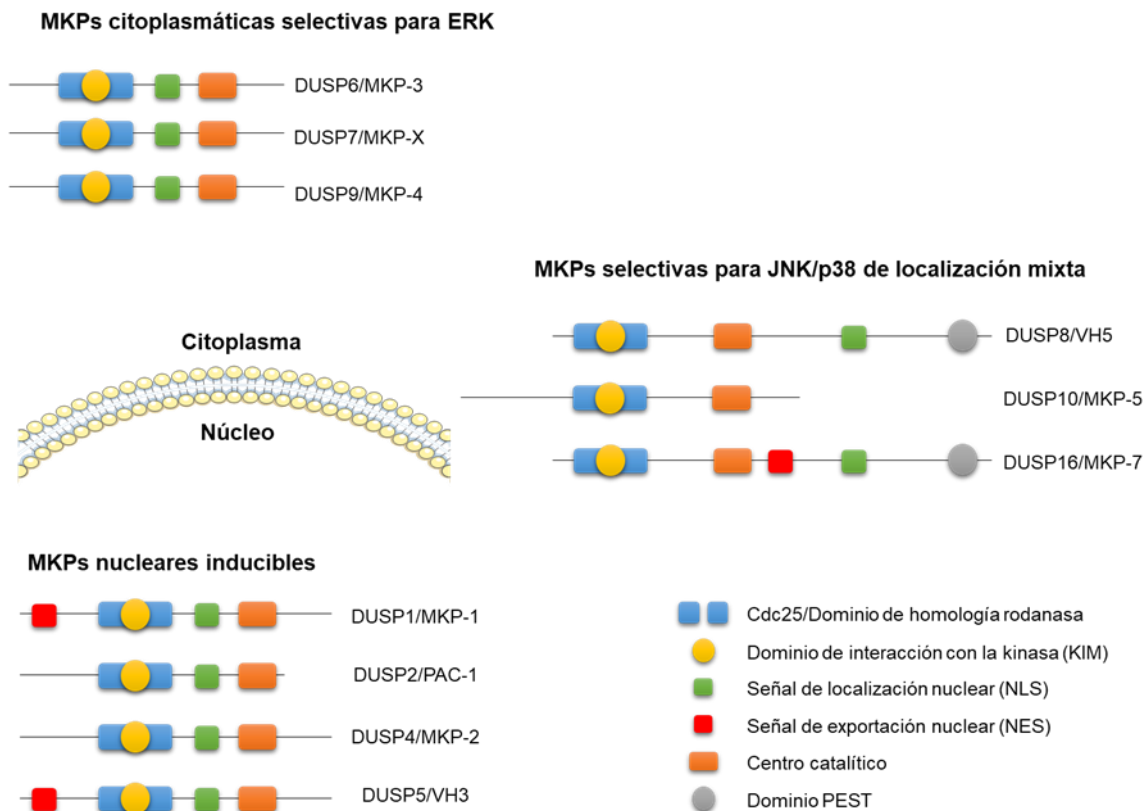 MKPs citoplasmáticas selectivas para ERK
DUSP6/MKP-3
DUSP7/MKP-X
DUSP9/MKP-4
MKPs selectivas para JNK/p38 de localización mixta
DUSP8/VH5
DUSP10/MKP-5
DUSP16/MKP-7
Citoplasma
Núcleo
MKPs nucleares inducibles
DUSP1/MKP-1
DUSP2/PAC-1
DUSP4/MKP-2
DUSP5/VH3
Cdc25/Dominio de homología rodanasa
Dominio de interacción con la kinasa (KIM)
Señal de localización nuclear (NLS)
Señal de exportación nuclear (NES)
Centro catalítico
Dominio PEST